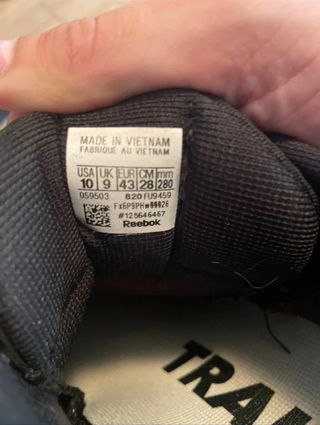 MADE IN VIETNAM
FABRIQUE AU VIETNAM
USA UK EUR CM mm
10 9 43 28 280
059503 620 FU9459
#125646467
Reebok
TRAI